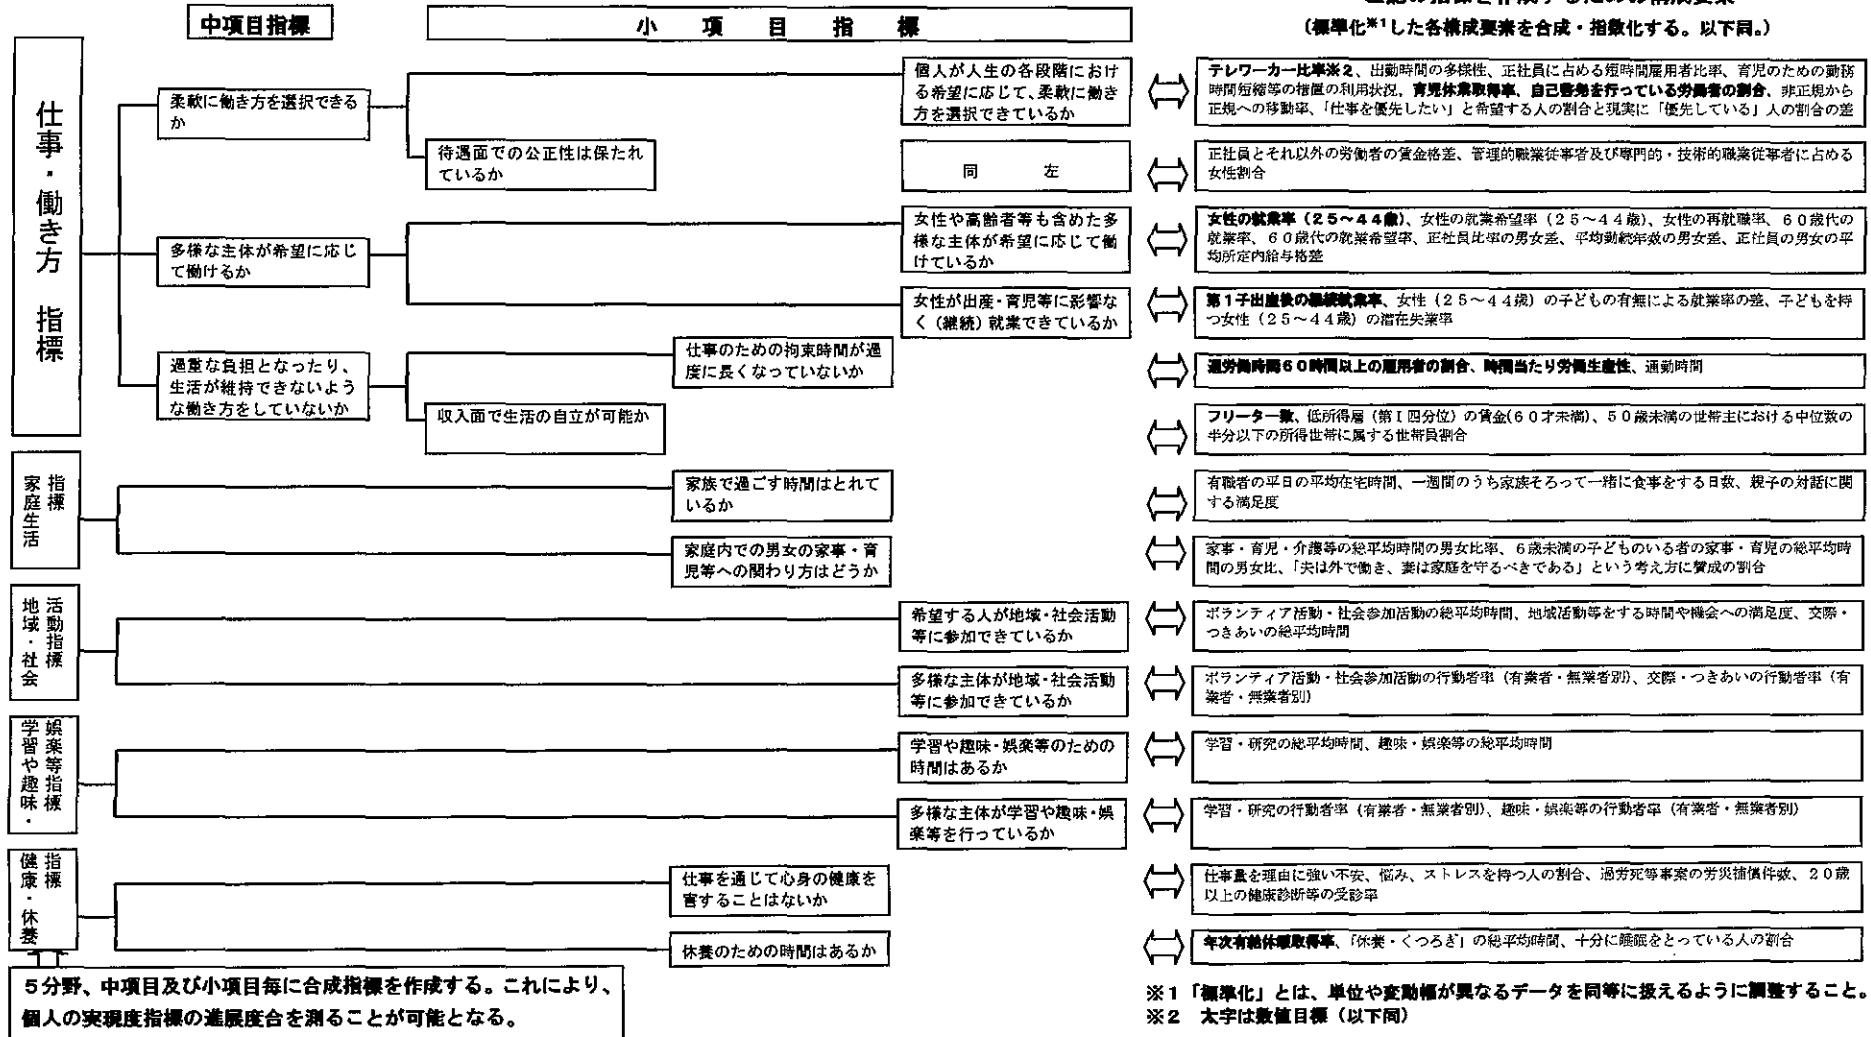 中項目指標
小項目指標
(標準化※1した各構成要素を合成・指数化する。以下同。)
仕事・働き方 指標
柔軟に働き方を選択できる
か
個人が人生の各段階におけ
る希望に応じて、柔軟に働き
方を選択できているか
テレワーカー比率※2、出勤時間の多様性、正社員に占める短時間雇用者比率、育児のための勤務
時間短縮等の措置の利用状況、育児休業取得率、自己啓発を行っている労働者の割合、非正規から
正規への移動率、「仕事を優先したい」と希望する人の割合と現実に「優先している」人の割合の差
待遇面での公正性は保たれ
ているか
同 左
正社員とそれ以外の労働者の賃金格差、管理的職業従事者及び専門的・技術的職業従事者に占める
女性割合
多様な主体が希望に応じ
て働けるか
女性や高齢者等も含めた多
様な主体が希望に応じて働
けているか
女性の就業率(25~44歳)、女性の就業希望率(25~44歳)、女性の再就職率、60歳代の
就業率、60歳代の就業希望率、正社員比率の男女差、平均勤続年数の男女差、正社員の男女の平
均所定内給与格差
女性が出産・育児等に影響な
く(継続)就業できているか
第1子出産後の継続就業率、女性(25~44歳)の子どもの有無による就業率の差、子どもを持
つ女性(25~44歳)の潜在失業率
過重な負担となったり、
生活が維持できないよう
な働き方をしていないか
仕事のための拘束時間が過
度に長くなっていないか
週労働時間60時間以上の雇用者の割合、時間当たり労働生産性、通勤時間
収入面で生活の自立が可能か
フリーター数、低所得層(第Ⅰ四分位)の賃金(60才未満)、50歳未満の世帯主における中位数の
半分以下の所得世帯に属する世帯員割合
家庭生活
指標
家族で過ごす時間はとれて
いるか
有職者の平日の平均在宅時間、一週間のうち家族そろって一緒に食事をする日数、親子の対話に関
する満足度
家庭内での男女の家事・育
児等への関わり方はどうか
家事・育児・介護等の総平均時間の男女比率、6歳未満の子どものいる者の家事・育児の総平均時
間の男女比、「夫は外で働き、妻は家庭を守るべきである」という考え方に賛成の割合
地域・社会
活動指標
希望する人が地域・社会活動
等に参加できているか
ボランティア活動・社会参加活動の総平均時間、地域活動等をする時間や機会への満足度、交際・
つきあいの総平均時間
多様な主体が地域・社会活動
等に参加できているか
ボランティア活動・社会参加活動の行動者率(有業者・無業者別)、交際・つきあいの行動者率(有
業者・無業者別)
学習や趣味・
娯楽等指標
学習や趣味・娯楽等のための
時間はあるか
学習・研究の総平均時間、趣味・娯楽等の総平均時間
多様な主体が学習や趣味・娯
楽等を行っているか
学習・研究の行動者率(有業者・無業者別)、趣味・娯楽等の行動者率(有業者・無業者別)
健康・休養
指標
仕事を通じて心身の健康を
害することはないか
仕事量を理由に強い不安、悩み、ストレスを持つ人の割合、過労死等事案の労災補償件数、20歳
以上の健康診断等の受診率
休養のための時間はあるか
年次有給休暇取得率、「休養・くつろぎ」の総平均時間、十分に睡眠をとっている人の割合
5分野、中項目及び小項目毎に合成指標を作成する。これにより、
個人の実現度指標の進展度合を測ることが可能となる。
※1「標準化」とは、単位や変動幅が異なるデータを同等に扱えるように調整すること。
※2 太字は数値目標(以下同)